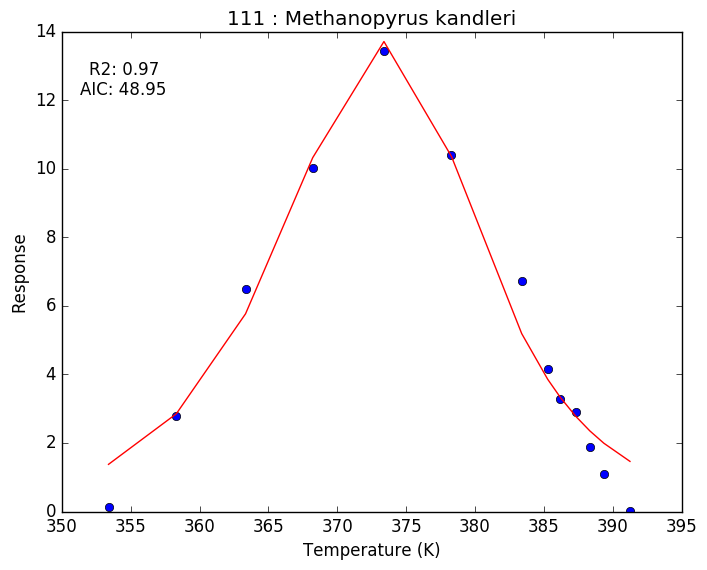 111 : Methanopyrus kandleri
R2: 0.97
AIC: 48.95
Response
14
12
10
8
6
4
2
0
350 355 360 365 370 375 380 385 390 395
Temperature (K)